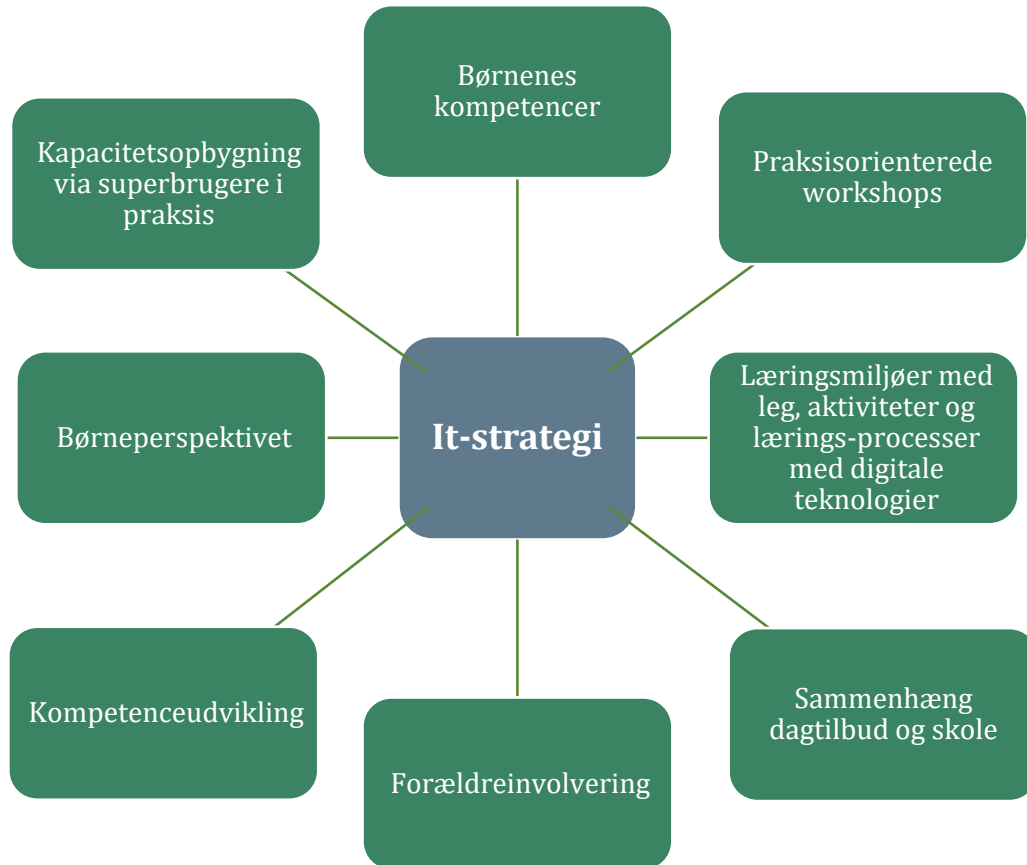 Børnenes
kompetencer
Kapacitetsopbygning
via superbrugere i
praksis
Praksisorienterede
workshops
Børneperspektivet
It-strategi
Læringsmiljøer med
leg, aktiviteter og
lærings-processer
med digitale
teknologier
Kompetenceudvikling
Forældreinvolvering
Sammenhæng
dagtilbud og skole